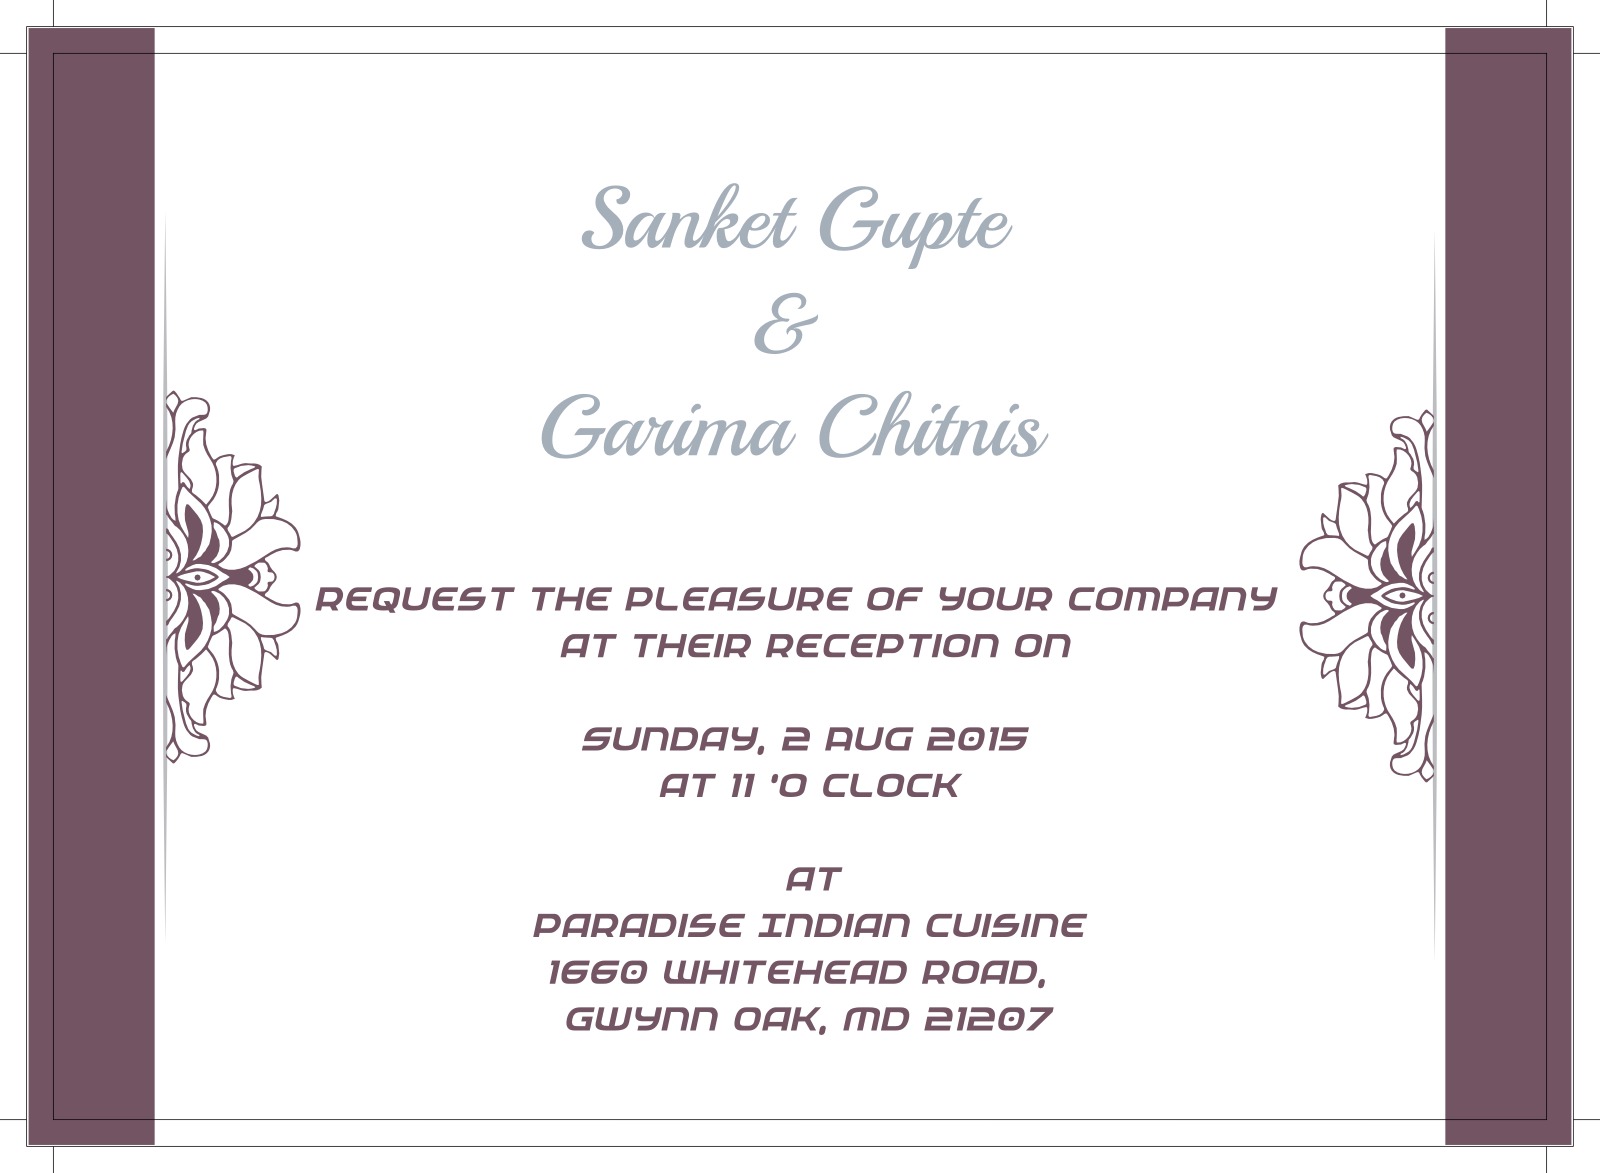 Sanket Gupte
&
Garima Chitnis
REQUEST THE PLEASURE OF YOUR COMPANY
AT THEIR RECEPTION ON
SUNDAY, 2 AUG 2015
AT 11 'O CLOCK
AT
PARADISE INDIAN CUISINE
1660 WHITEHEAD ROAD,
GWYNN OAK, MD 21207